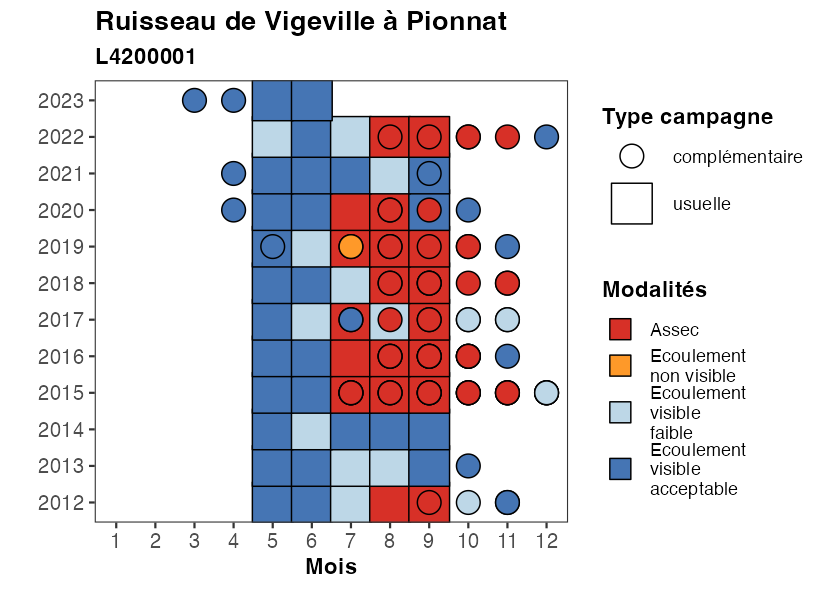 Ruisseau de Vigeville à Pionnat
L4200001
2023
2022
2021
2020
2019
2018
2017
2016
2015
2014
2013
2012
1 2 3 4 5 6 7 8 9 10 11 12
Mois
Type campagne
complémentaire
usuelle
Modalités
Assec
Ecoulement
non visible
Ecoulement
visible
faible
Ecoulement
visible
acceptable